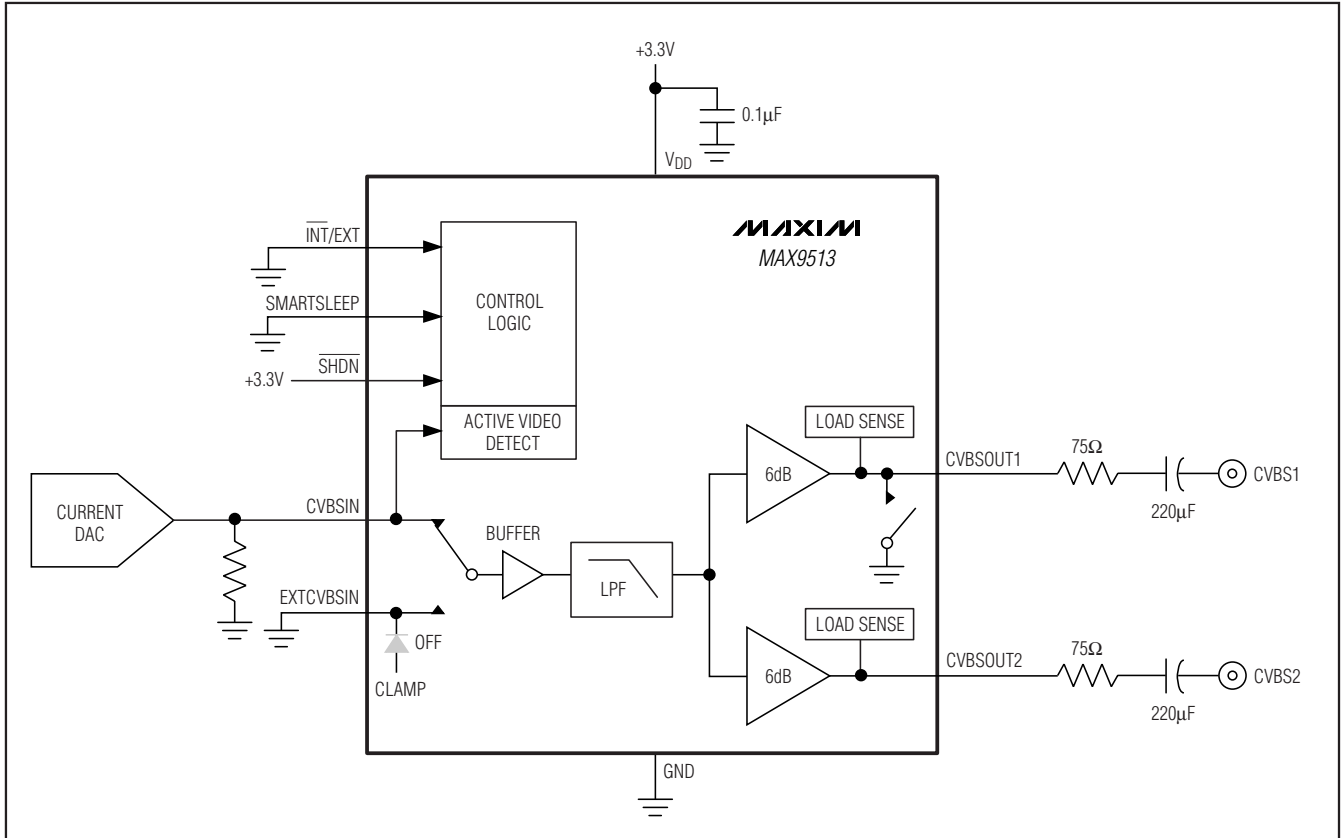 +3.3V
0.1μF
VDD
MAXIM
MAX9513
INT/EXT
SMARTSLEEP
SHDN
+3.3V
CONTROL
LOGIC
ACTIVE VIDEO
DETECT
LOAD SENSE
CURRENT
DAC
CVBSIN
BUFFER
LPF
6dB
CVBSOUT1
75Ω
220μF
CVBS1
EXTCVBSIN
OFF
CLAMP
LOAD SENSE
6dB
CVBSOUT2
75Ω
220μF
CVBS2
GND